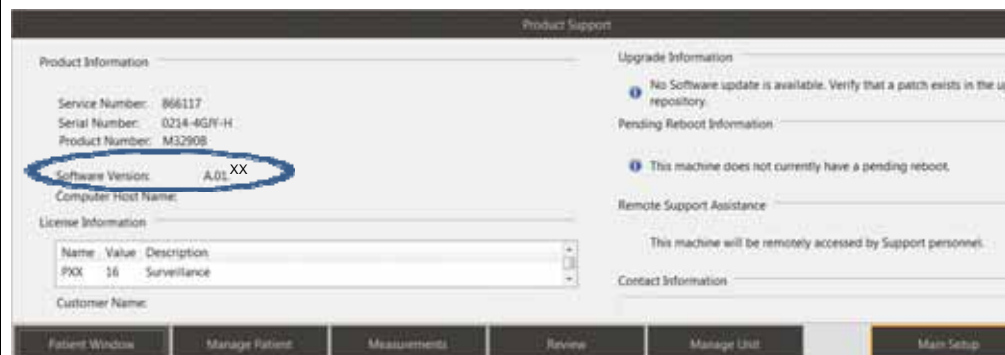 Product Support
Product Information
Service Number: 866117
Serial Number: 0214-4GJY-H
Product Number: M3290B
Software Version: A.01 XX
Computer Host Name:
License Information
Name Value Description
PXX 16 Surveillance
Customer Name:
Upgrade Information
No Software update is available. Verify that a patch exists in the up
repository.
Pending Reboot Information
This machine does not currently have a pending reboot.
Remote Support Assistance
This machine will be remotely accessed by Support personnel.
Contact Information
Patient Window
Manage Patient
Measurements
Review
Manage Unit
Main Setup